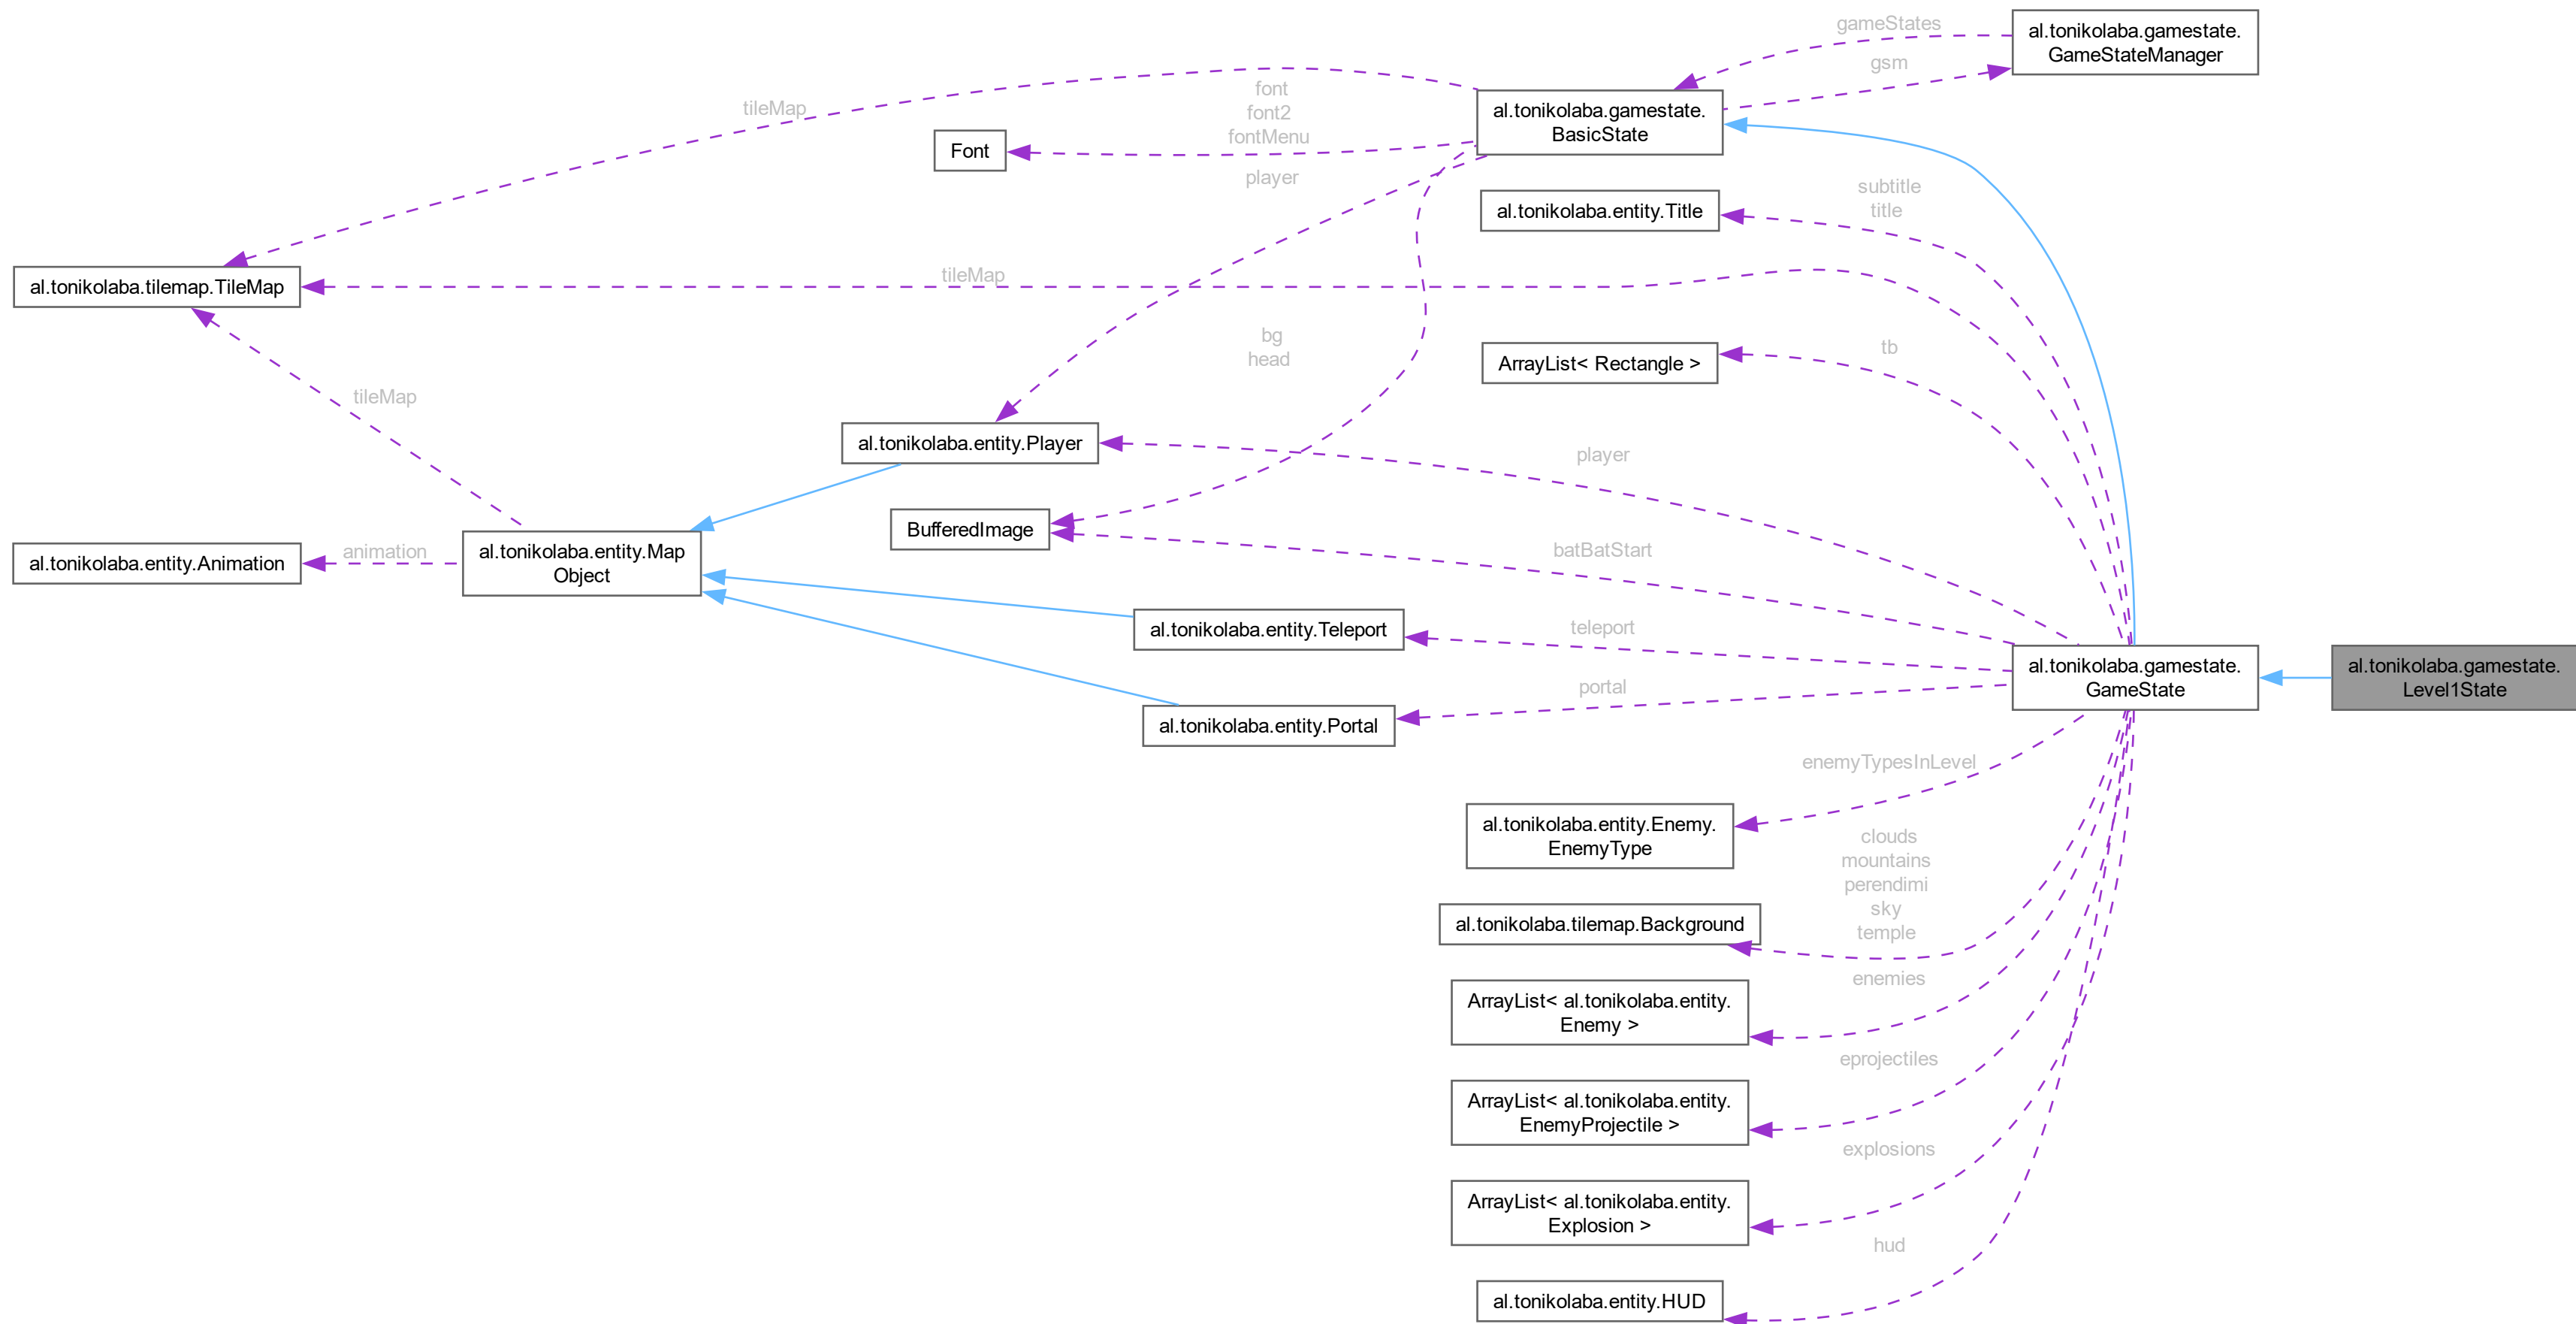 gameStates
al.tonikolaba.gamestate.
GameStateManager
gsm
tileMap
font
font2
fontMenu
al.tonikolaba.gamestate.
BasicState
Font
player
subtitle
title
al.tonikolaba.entity.Title
al.tonikolaba.tilemap.TileMap
tileMap
bg
head
ArrayList< Rectangle >
tb
tileMap
al.tonikolaba.entity.Player
player
BufferedImage
batBatStart
al.tonikolaba.entity.Animation
animation
al.tonikolaba.entity.Map
Object
al.tonikolaba.entity.Teleport
teleport
al.tonikolaba.gamestate.
GameState
al.tonikolaba.gamestate.
Level1State
portal
al.tonikolaba.entity.Portal
enemyTypesInLevel
al.tonikolaba.entity.Enemy.
EnemyType
clouds
mountains
perendimi
sky
temple
al.tonikolaba.tilemap.Background
enemies
ArrayList< al.tonikolaba.entity.
Enemy >
eprojectiles
ArrayList< al.tonikolaba.entity.
EnemyProjectile >
explosions
ArrayList< al.tonikolaba.entity.
Explosion >
hud
al.tonikolaba.entity.HUD